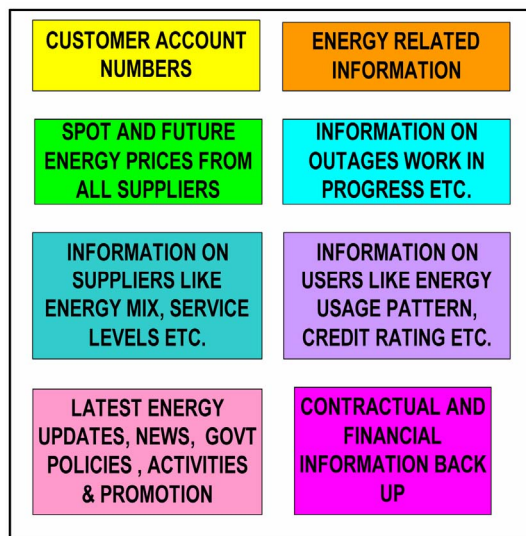 CUSTOMER ACCOUNT
NUMBERS
ENERGY RELATED
INFORMATION
SPOT AND FUTURE
ENERGY PRICES FROM
ALL SUPPLIERS
INFORMATION ON
OUTAGES WORK IN
PROGRESS ETC.
INFORMATION ON
SUPPLIERS LIKE
ENERGY MIX, SERVICE
LEVELS ETC.
INFORMATION ON
USERS LIKE ENERGY
USAGE PATTERN,
CREDIT RATING ETC.
LATEST ENERGY
UPDATES, NEWS,  GOVT
POLICIES , ACTIVITIES
& PROMOTION
CONTRACTUAL AND
FINANCIAL
INFORMATION BACK
UP